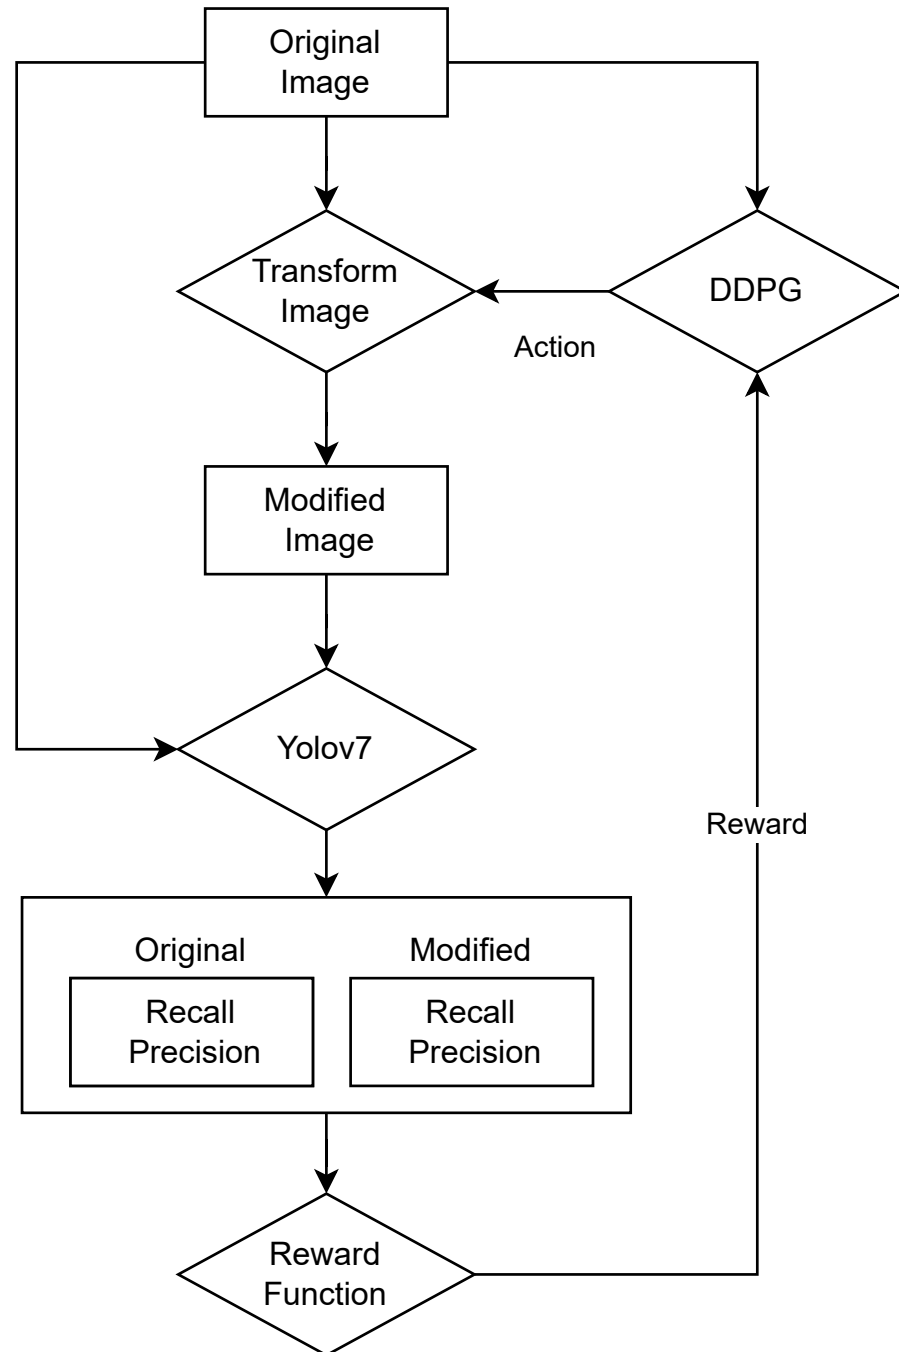 Original
Image
Transform
Image
DDPG
Action
Modified
Image
Yolov7
Reward
Original
Modified
Recall
Precision
Recall
Precision
Reward
Function